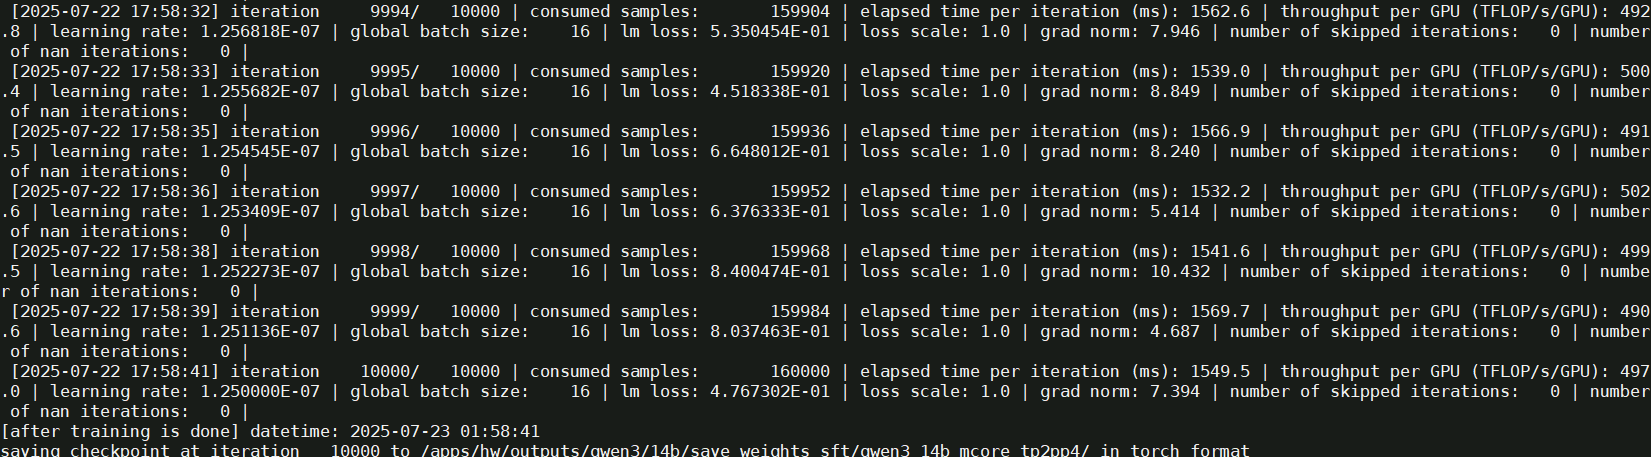 [2025-07-22 17:58:32] iteration     9994/   10000 | consumed samples:       159904 | elapsed time per iteration (ms): 1562.6 | throughput per GPU (TFLOP/s/GPU): 492
.8 | learning rate: 1.256818E-07 | global batch size:    16 | lm loss: 5.350454E-01 | loss scale: 1.0 | grad norm: 7.946 | number of skipped iterations:   0 | number
of nan iterations:   0 |
[2025-07-22 17:58:33] iteration     9995/   10000 | consumed samples:       159920 | elapsed time per iteration (ms): 1539.0 | throughput per GPU (TFLOP/s/GPU): 500
.4 | learning rate: 1.255682E-07 | global batch size:    16 | lm loss: 4.518338E-01 | loss scale: 1.0 | grad norm: 8.849 | number of skipped iterations:   0 | number
of nan iterations:   0 |
[2025-07-22 17:58:35] iteration     9996/   10000 | consumed samples:       159936 | elapsed time per iteration (ms): 1566.9 | throughput per GPU (TFLOP/s/GPU): 491
.5 | learning rate: 1.254545E-07 | global batch size:    16 | lm loss: 6.648012E-01 | loss scale: 1.0 | grad norm: 8.240 | number of skipped iterations:   0 | number
of nan iterations:   0 |
[2025-07-22 17:58:36] iteration     9997/   10000 | consumed samples:       159952 | elapsed time per iteration (ms): 1532.2 | throughput per GPU (TFLOP/s/GPU): 502
.6 | learning rate: 1.253409E-07 | global batch size:    16 | lm loss: 6.376333E-01 | loss scale: 1.0 | grad norm: 5.414 | number of skipped iterations:   0 | number
of nan iterations:   0 |
[2025-07-22 17:58:38] iteration     9998/   10000 | consumed samples:       159968 | elapsed time per iteration (ms): 1541.6 | throughput per GPU (TFLOP/s/GPU): 499
.5 | learning rate: 1.252273E-07 | global batch size:    16 | lm loss: 8.400474E-01 | loss scale: 1.0 | grad norm: 10.432 | number of skipped iterations:   0 | numbe
r of nan iterations:   0 |
[2025-07-22 17:58:39] iteration     9999/   10000 | consumed samples:       159984 | elapsed time per iteration (ms): 1569.7 | throughput per GPU (TFLOP/s/GPU): 490
.6 | learning rate: 1.251136E-07 | global batch size:    16 | lm loss: 8.037463E-01 | loss scale: 1.0 | grad norm: 4.687 | number of skipped iterations:   0 | number
of nan iterations:   0 |
[2025-07-22 17:58:41] iteration    10000/   10000 | consumed samples:       160000 | elapsed time per iteration (ms): 1549.5 | throughput per GPU (TFLOP/s/GPU): 497
.0 | learning rate: 1.250000E-07 | global batch size:    16 | lm loss: 4.767302E-01 | loss scale: 1.0 | grad norm: 7.394 | number of skipped iterations:   0 | number
of nan iterations:   0 |
[after training is done] datetime: 2025-07-23 01:58:41
saving checkpoint at iteration   10000 to /apps/hw/outputs/qwen3/14b/save_weights_sft/qwen3_14b_mcore_tp2pp4/ in torch format